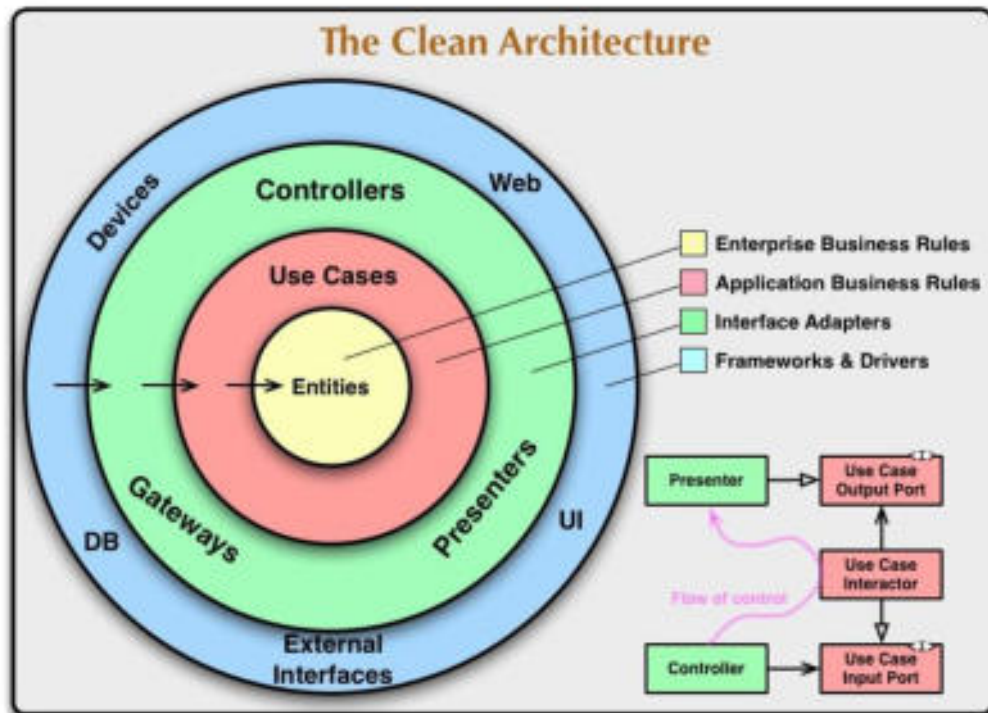 The Clean Architecture
Devices
Web
Controllers
Use Cases
Entities
Gateways
Presenters
DB
UI
External
Interfaces
Enterprise Business Rules
Application Business Rules
Interface Adapters
Frameworks & Drivers
Presenter
Use Case
Output Port
<I>
Use Case
Interactor
Flow of control
Controller
Use Case
Input Port
<I>